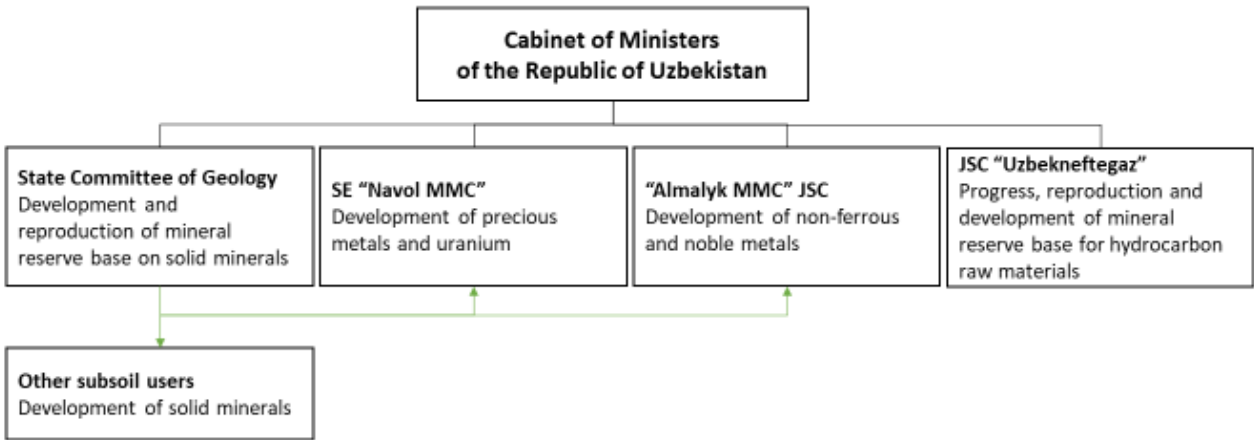 Cabinet of Ministers
of the Republic of Uzbekistan
State Committee of Geology
Development and
reproduction of mineral
reserve base on solid minerals
SE “Navol MMC”
Development of precious
metals and uranium
“Almalyk MMC” JSC
Development of non-ferrous
and noble metals
JSC “Uzbekneftegaz”
Progress, reproduction and
development of mineral
reserve base for hydrocarbon
raw materials
Other subsoil users
Development of solid minerals